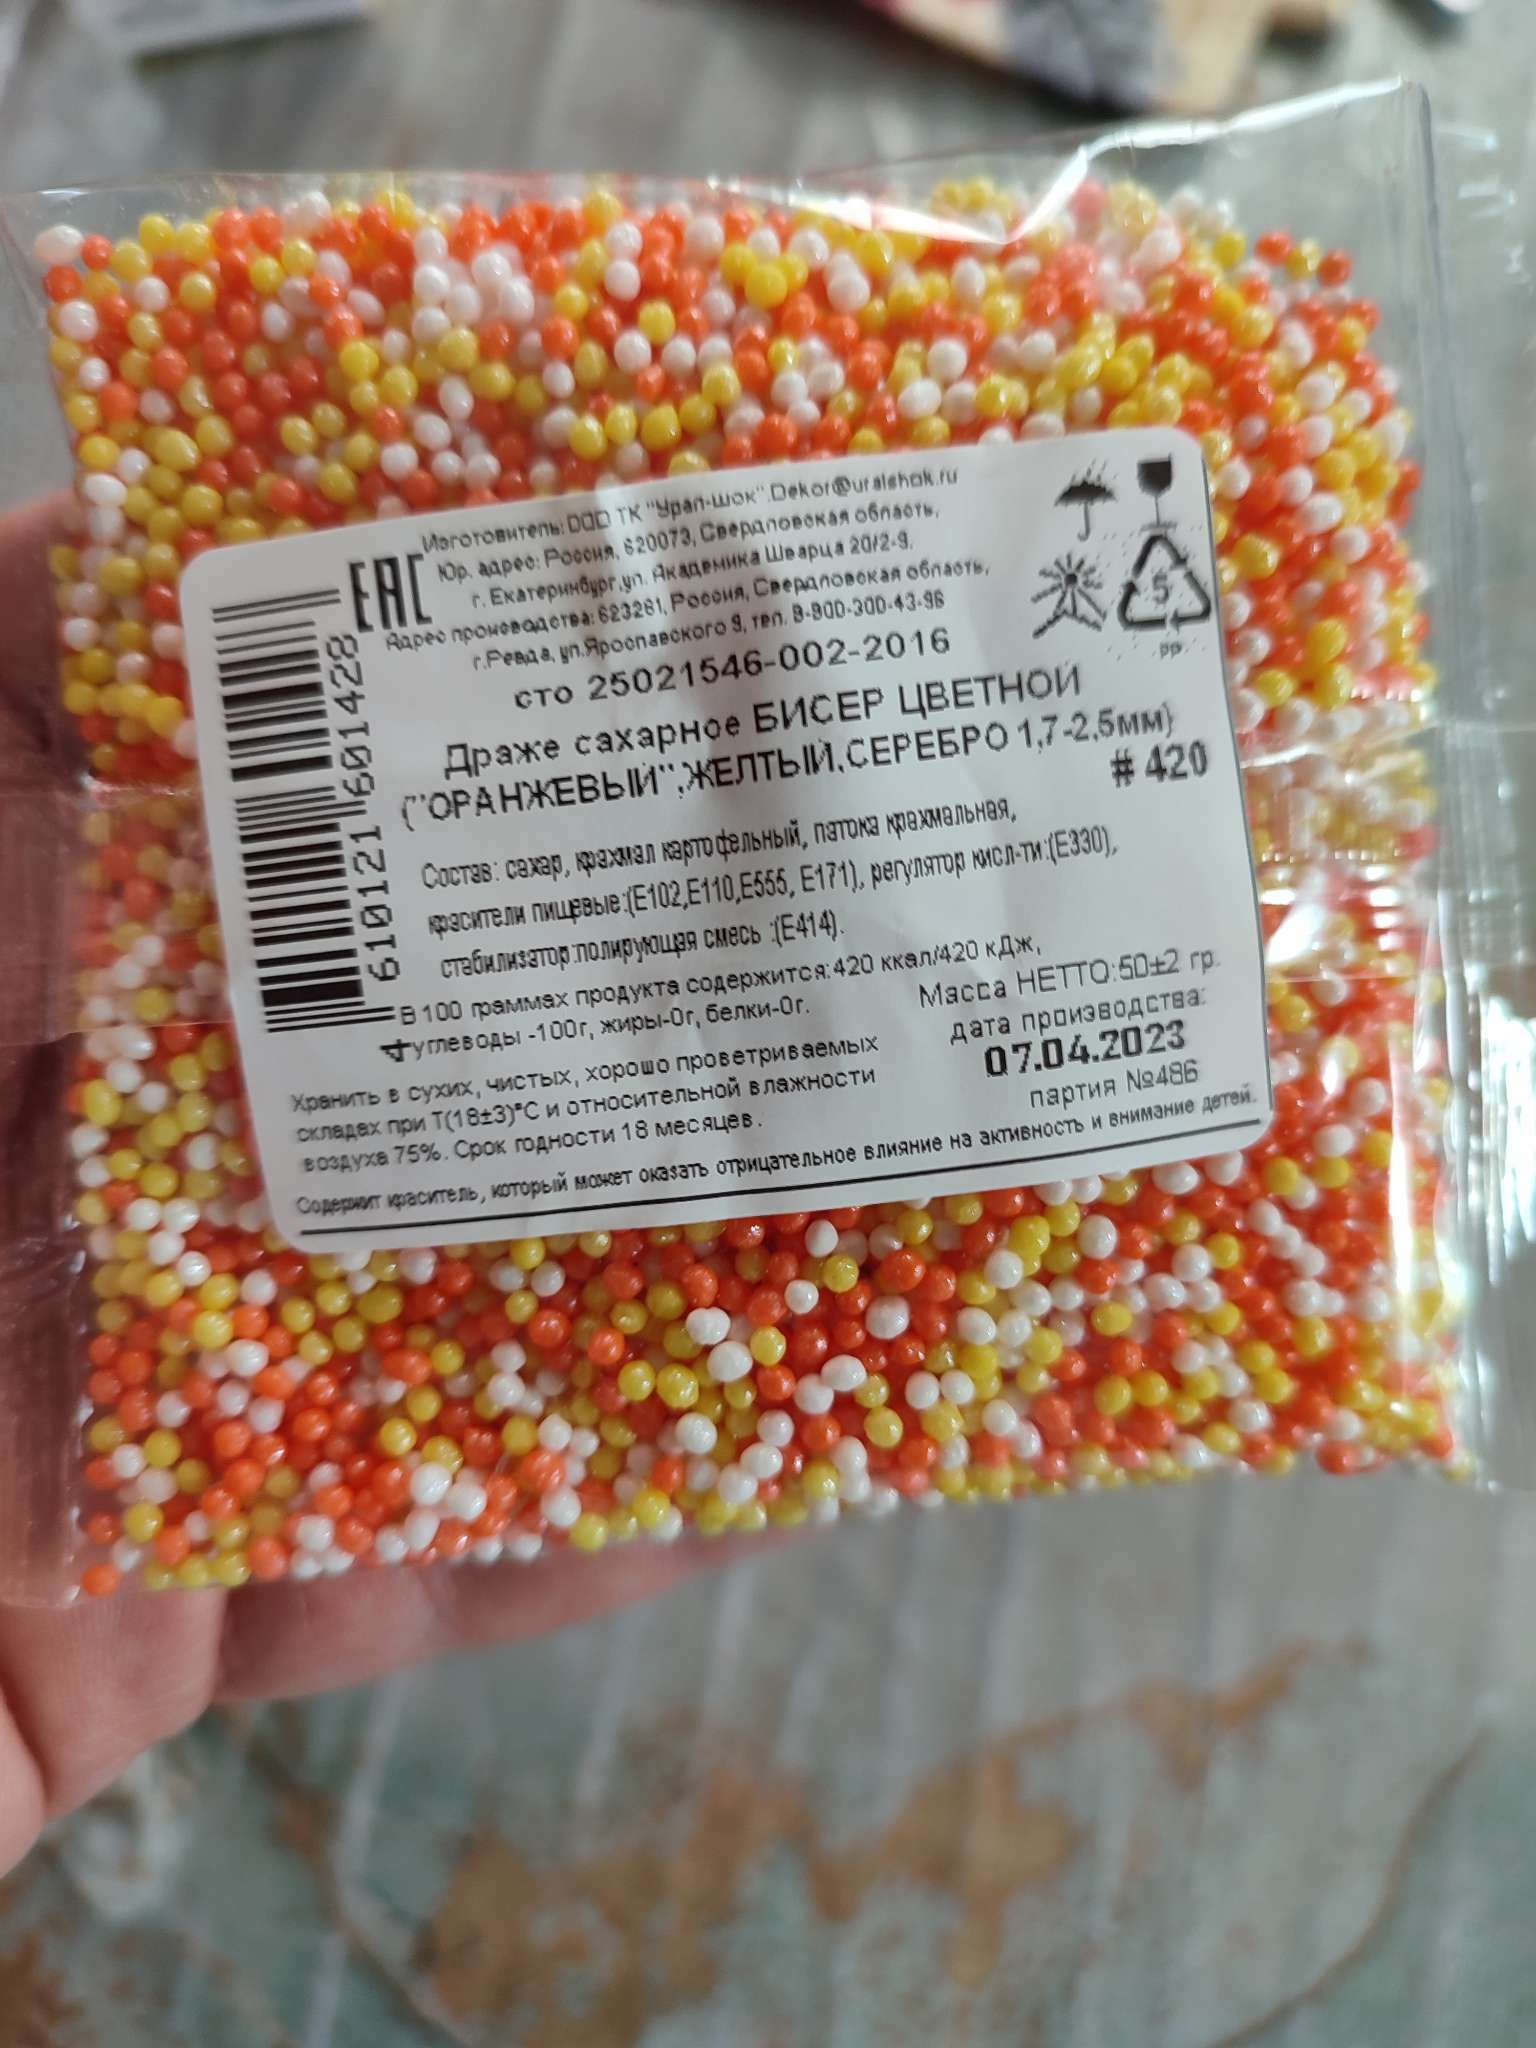 EAC
Изготовитель: ООО ТК "Урал-шок".Dekor@uralshok.ru
Юр. адрес: Россия, 620073, Свердловская область,
г. Екатеринбург,ул. Академика Шварца 20/2-9.
Адрес производства: 623281, Россия, Свердловская область,
г.Ревда, ул.Ярославского 9, тел. 8-900-300-43-96
5
PP
сто 25021546-002-2016
Драже сахарное БИСЕР ЦВЕТНОЙ
("ОРАНЖЕВЫЙ",ЖЕЛТЫЙ,СЕРЕБРО 1,7-2,5мм)
# 420
Состав: сахар, крахмал картофельный, патока крахмальная,
красители пищевые:(Е102,Е110,Е555, Е171), регулятор кисл-ти:(Е330),
стабилизатор:полирующая смесь :(Е414).
В 100 граммах продукта содержится:420 ккал/420 кДж,
углеводы -100г, жиры-0г, белки-0г.
Масса НЕТТО:50±2 гр.
дата производства:
07.04.2023
партия №486
Хранить в сухих, чистых, хорошо проветриваемых
складах при Т(18±3)°С и относительной влажности
воздуха 75%. Срок годности 18 месяцев.
Содержит краситель, который может оказать отрицательное влияние на активность и внимание детей.
610121 601428